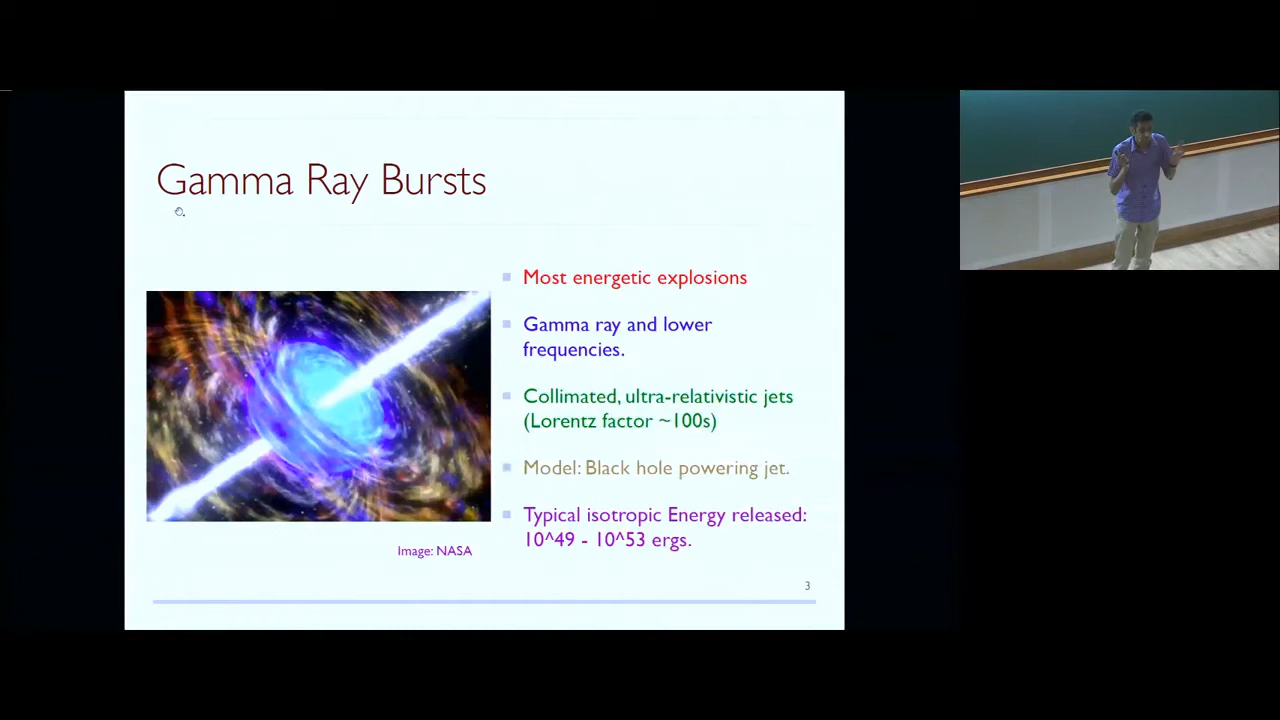 Gamma Ray Bursts
Most energetic explosions
Gamma ray and lower
frequencies.
Collimated, ultra-relativistic jets
(Lorentz factor ~100s)
Model: Black hole powering jet.
Typical isotropic Energy released:
10^49 - 10^53 ergs.
Image: NASA
3